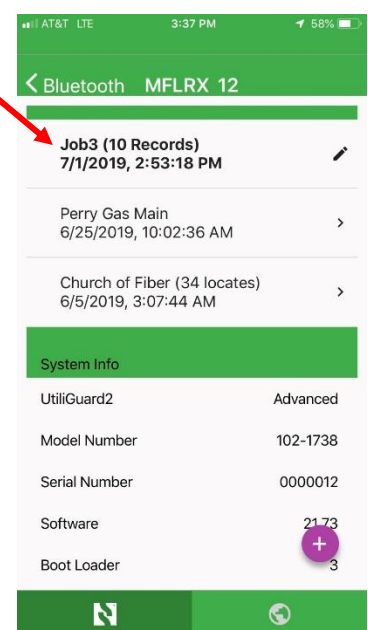 AT&T LTE 3:37 PM 58%
Bluetooth MFLRX 12
Job3 (10 Records)
7/1/2019, 2:53:18 PM
Perry Gas Main
6/25/2019, 10:02:36 AM
Church of Fiber (34 locates)
6/5/2019, 3:07:44 AM
System Info
UtiliGuard2 Advanced
Model Number 102-1738
Serial Number 0000012
Software
Boot Loader 3